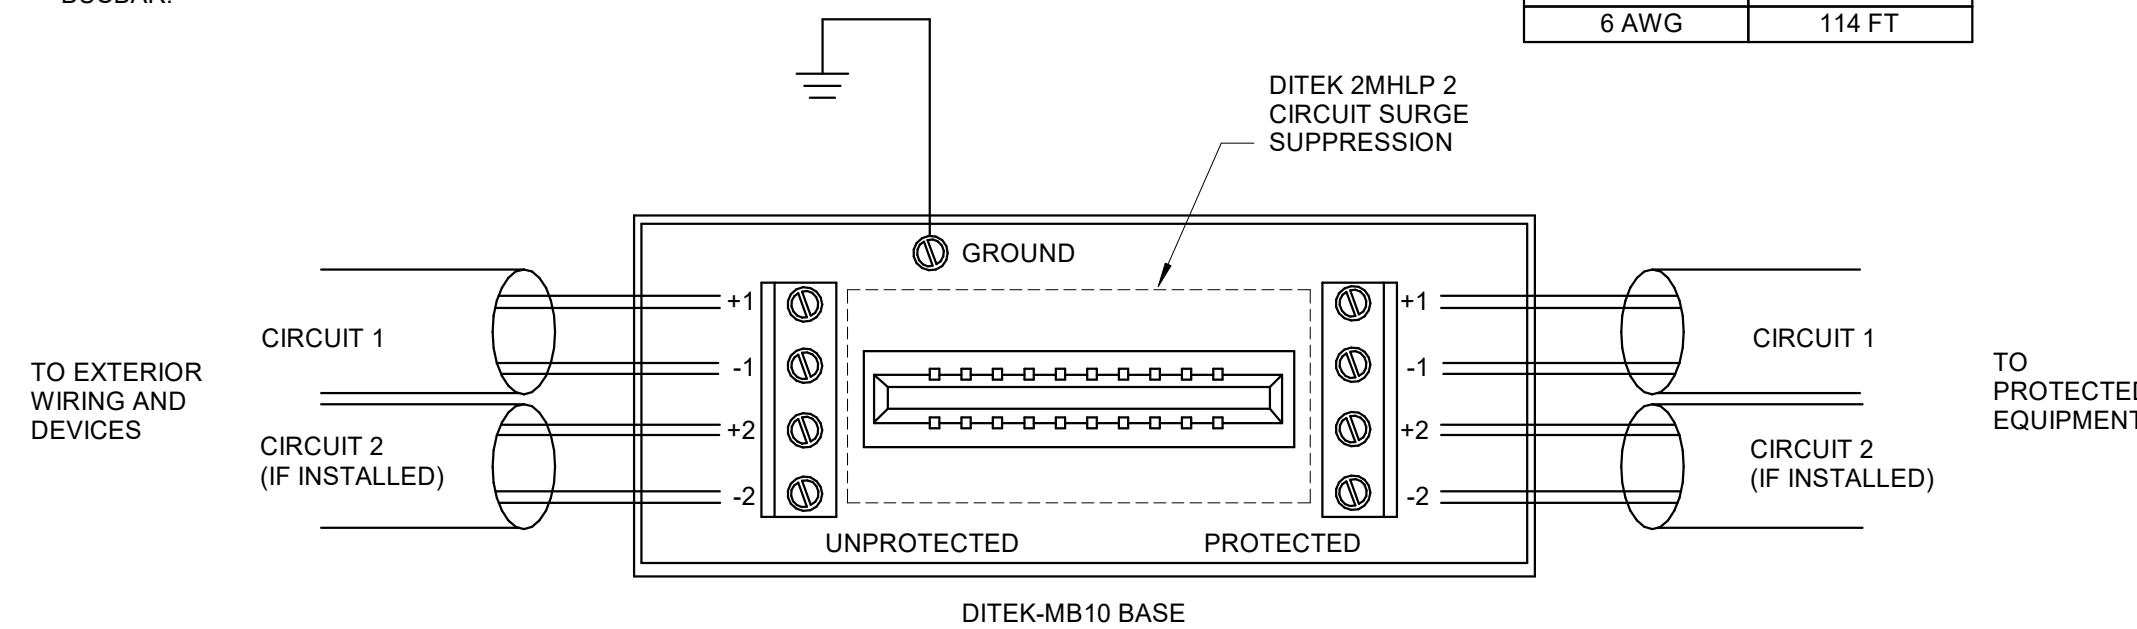 BUSBAR.
6 AWG 114 FT
DITEK 2MHLP 2
CIRCUIT SURGE
SUPPRESSION
GROUND
+1
-1
+2
-2
+1
-1
+2
-2
CIRCUIT 1
CIRCUIT 2
(IF INSTALLED)
TO EXTERIOR
WIRING AND
DEVICES
CIRCUIT 1
CIRCUIT 2
(IF INSTALLED)
TO
PROTECTED
EQUIPMENT
UNPROTECTED
PROTECTED
DITEK-MB10 BASE